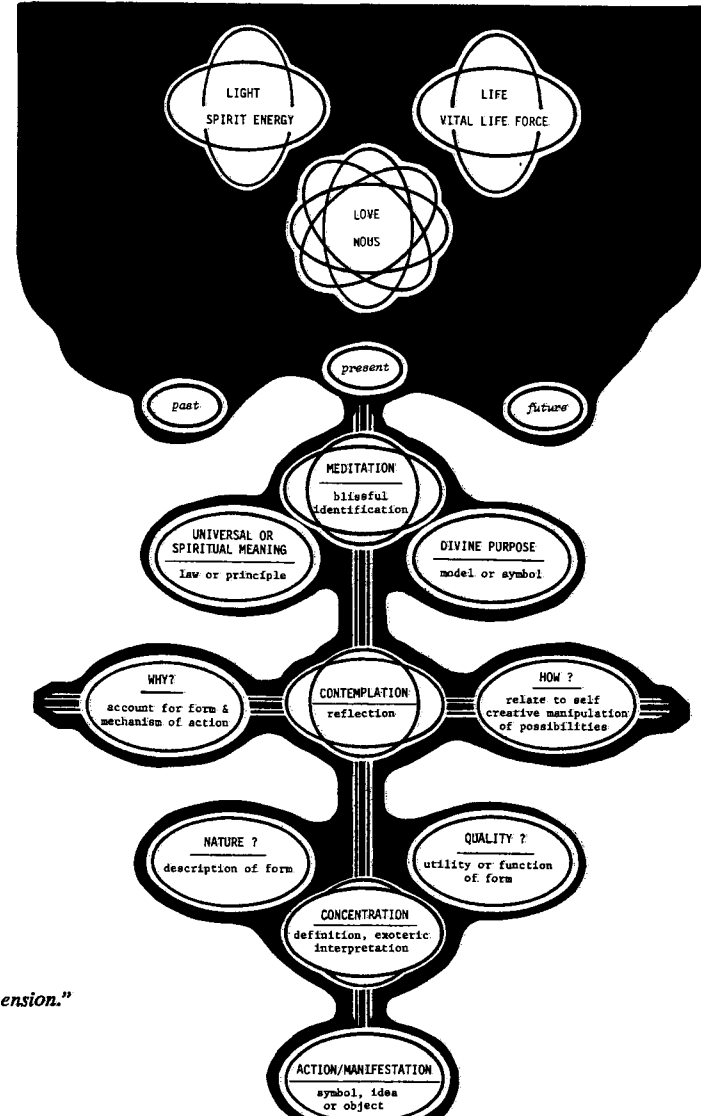 LIGHT
SPIRIT ENERGY
LIFE
VITAL LIFE FORCE
LOVE
NOUS
present
past
future
MEDITATION
blissful
identification
UNIVERSAL OR
SPIRITUAL MEANING
law or principle
DIVINE PURPOSE
model or symbol
WHY?
account for form &
mechanism of action
CONTEMPLATION
reflection
HOW ?
relate to self
creative manipulation
of possibilities
NATURE ?
description of form
QUALITY ?
utility or function
of form
CONCENTRATION
definition, exoteric
interpretation
ension."
ACTION/MANIFESTATION
symbol, idea
or object